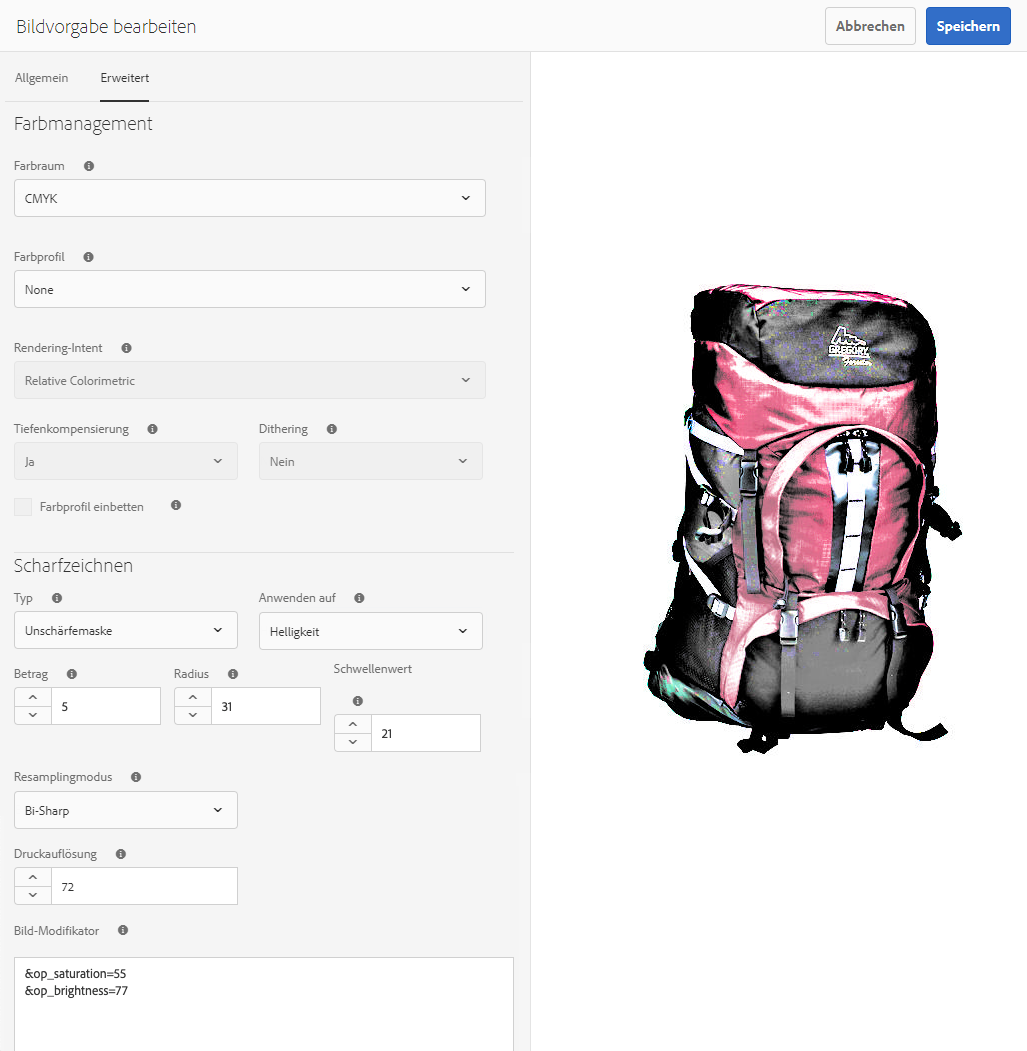 Bildvorgabe bearbeiten
Abbrechen
Speichern
Allgemein
Erweitert
Farbmanagement
Farbraum
CMYK
Farbprofil
None
Rendering-Intent
Relative Colorimetric
Tiefenkompensierung
Dithering
Ja
Nein
Farbprofil einbetten
Scharfzeichnen
Typ
Anwenden auf
Unschärfemaske
Helligkeit
Betrag
Radius
Schwellenwert
5
31
21
Resamplingmodus
Bi-Sharp
Druckauflösung
72
Bild-Modifikator
&op_saturation=55
&op_brightness=77
GREGORY